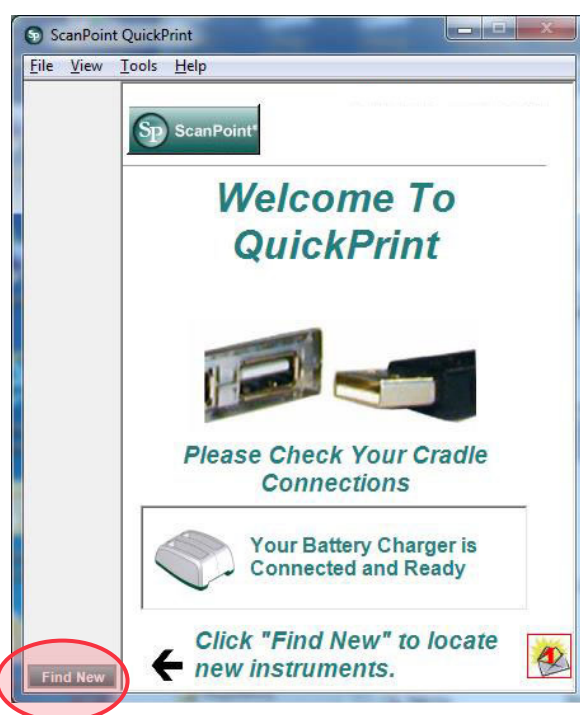 ScanPoint QuickPrint
File View Tools Help
Sp ScanPoint®
Welcome To
QuickPrint
Please Check Your Cradle
Connections
Your Battery Charger is
Connected and Ready
Click "Find New" to locate
new instruments.
Find New